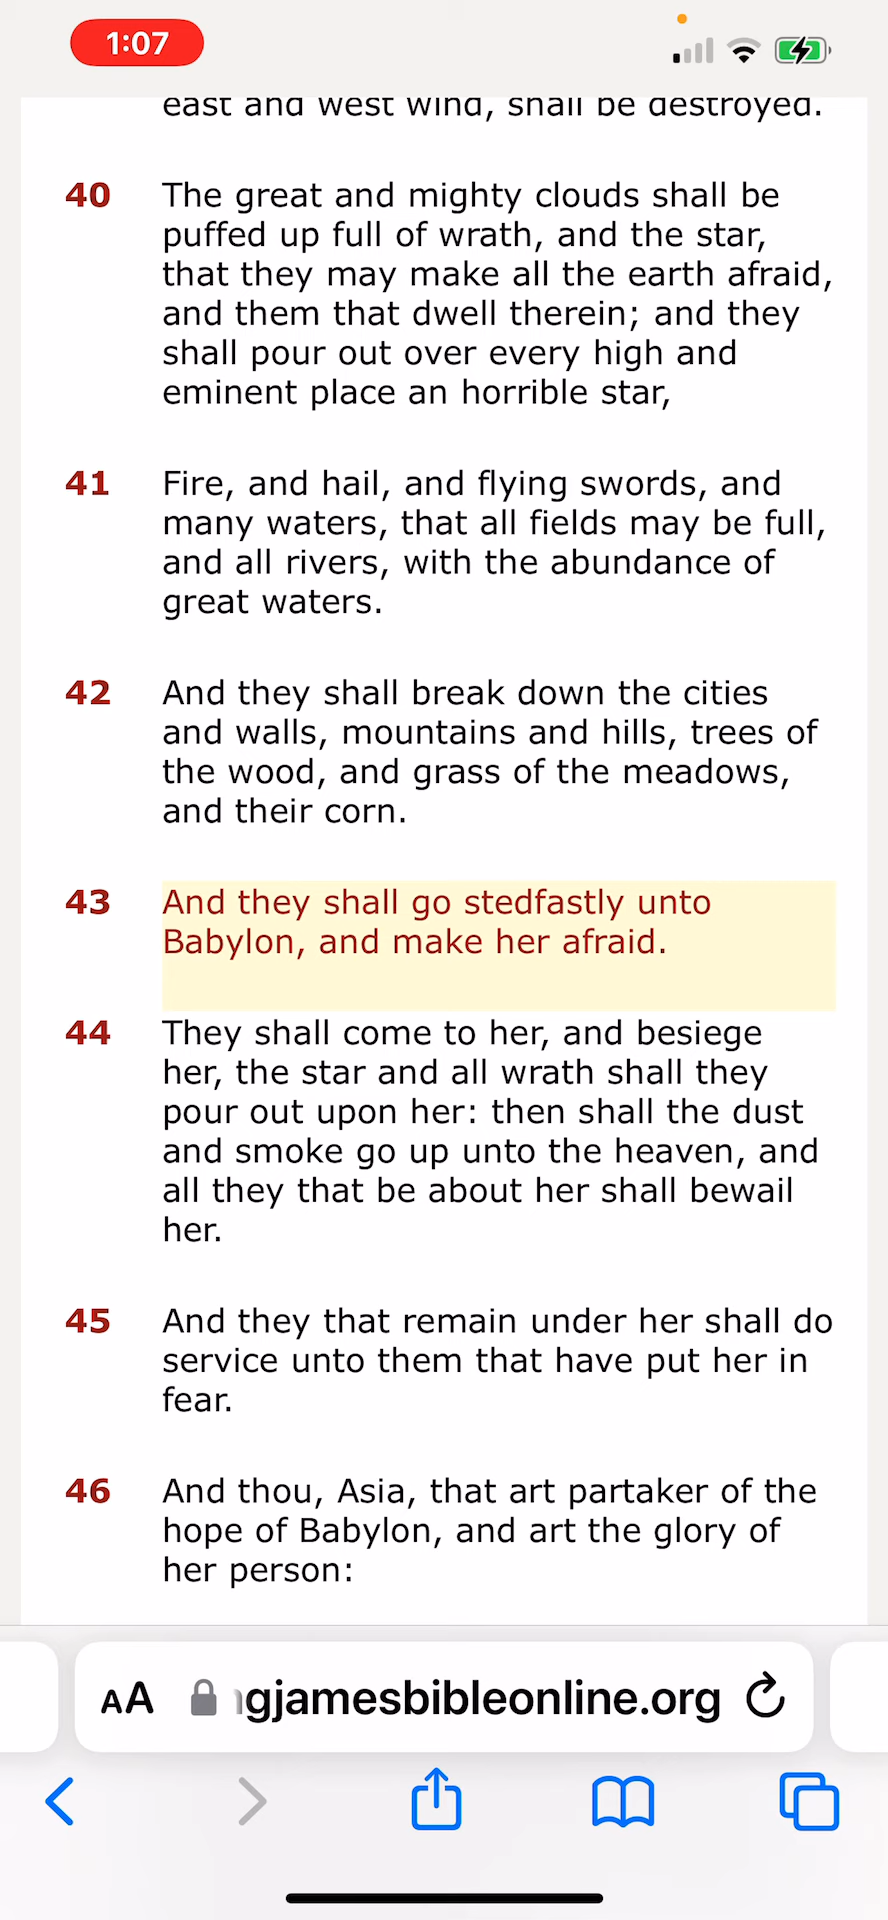 1:07
east and west wind, shall be destroyed.
40 The great and mighty clouds shall be
puffed up full of wrath, and the star,
that they may make all the earth afraid,
and them that dwell therein; and they
shall pour out over every high and
eminent place an horrible star,
41 Fire, and hail, and flying swords, and
many waters, that all fields may be full,
and all rivers, with the abundance of
great waters.
42 And they shall break down the cities
and walls, mountains and hills, trees of
the wood, and grass of the meadows,
and their corn.
43 And they shall go stedfastly unto
Babylon, and make her afraid.
44 They shall come to her, and besiege
her, the star and all wrath shall they
pour out upon her: then shall the dust
and smoke go up unto the heaven, and
all they that be about her shall bewail
her.
45 And they that remain under her shall do
service unto them that have put her in
fear.
46 And thou, Asia, that art partaker of the
hope of Babylon, and art the glory of
her person:
AA gjamesbibleonline.org